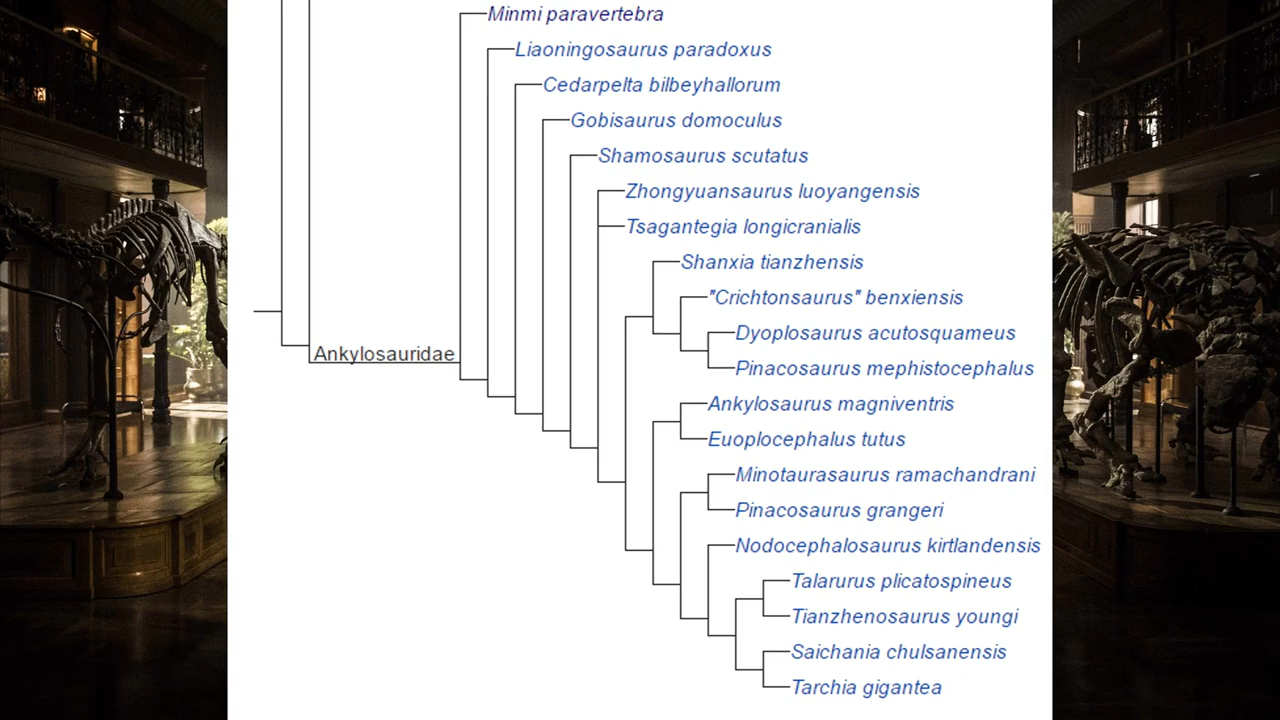 Minmi paravertebra
Liaoningosaurus paradoxus
Cedarpelta bilbeyhallorum
Gobisaurus domoculus
Shamosaurus scutatus
Zhongyuansaurus luoyangensis
Tsagantegia longicranialis
Shanxia tianzhensis
"Crichtonsaurus" benxiensis
Dyoplosaurus acutosquameus
Ankylosauridae
Pinacosaurus mephistocephalus
Ankylosaurus magniventris
Euoplocephalus tutus
Minotaurasaurus ramachandrani
Pinacosaurus grangeri
Nodocephalosaurus kirtlandensis
Talarurus plicatospineus
Tianzhenosaurus youngi
Saichania chulsanensis
Tarchia gigantea